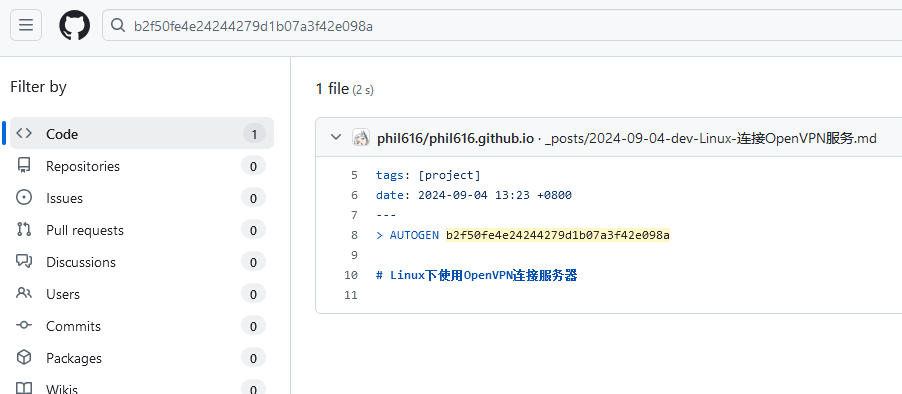 b2f50fe4e24244279d1b07a3f42e098a
Filter by
Code 1
Repositories 0
Issues 0
Pull requests 0
Discussions 0
Users 0
Commits 0
Packages 0
Wikis 0
1 file (2 s)
phil616/phil616.github.io · _posts/2024-09-04-dev-Linux-连接OpenVPN服务.md
5 tags: [project]
6 date: 2024-09-04 13:23 +0800
7 ---
8 > AUTOGEN b2f50fe4e24244279d1b07a3f42e098a
9
10 # Linux下使用OpenVPN连接服务器
11